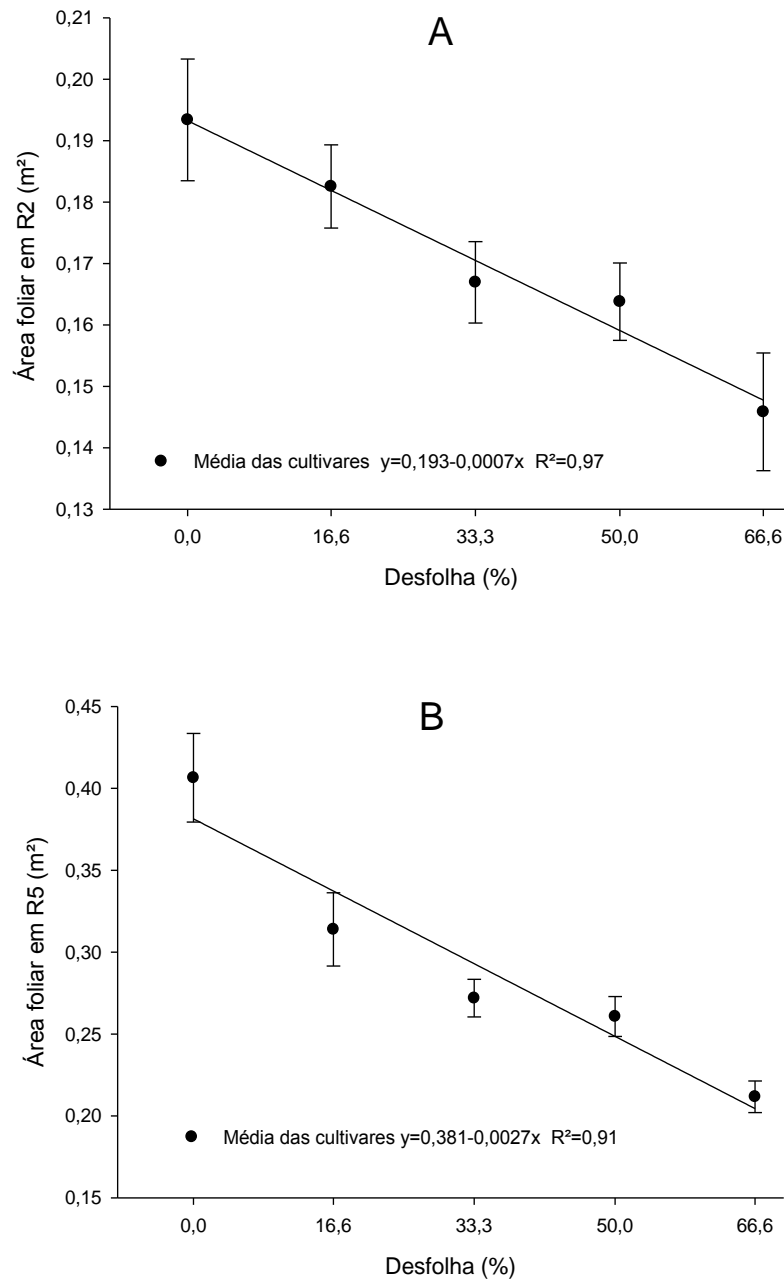 A
0,21
0,20
0,19
0,18
0,17
0,16
0,15
0,14
0,13
Área foliar em R2 (m²)
Média das cultivares y=0,193-0,0007x R²=0,97
0,0 16,6 33,3 50,0 66,6
Desfolha (%)
B
0,45
0,40
0,35
0,30
0,25
0,20
0,15
Área foliar em R5 (m²)
Média das cultivares y=0,381-0,0027x R²=0,91
0,0 16,6 33,3 50,0 66,6
Desfolha (%)